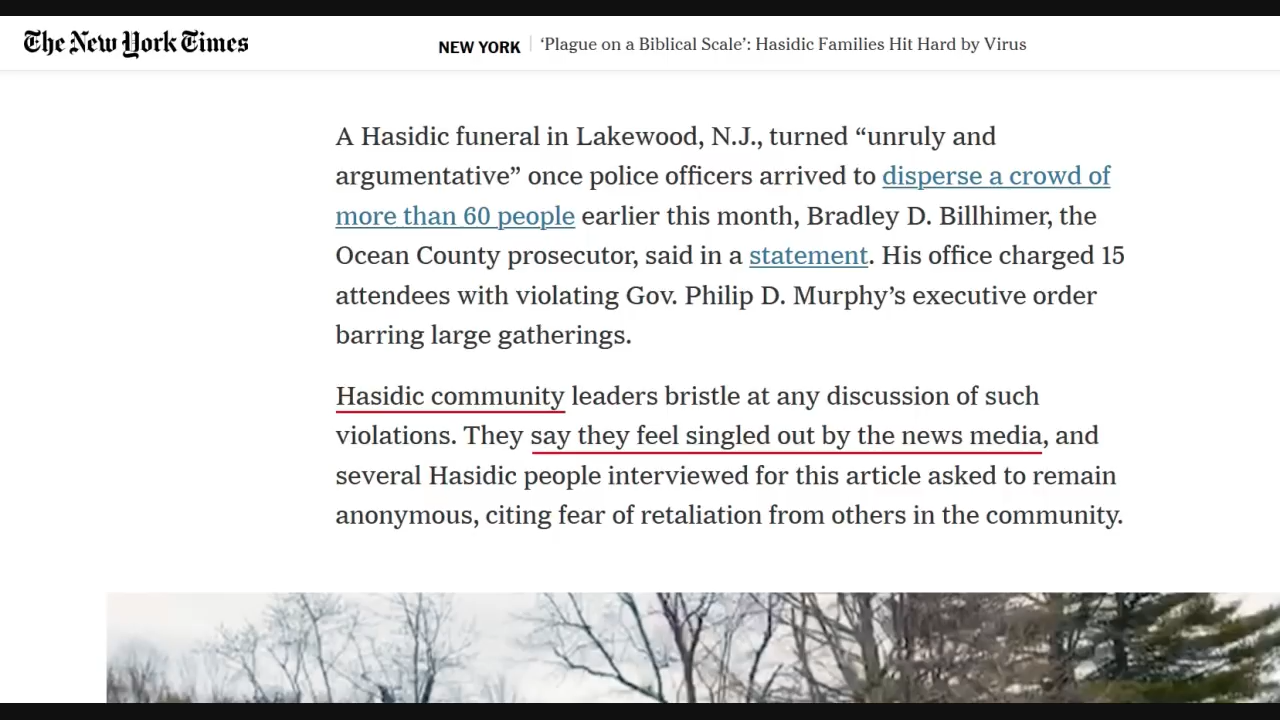 The New York Times
NEW YORK | ‘Plague on a Biblical Scale’: Hasidic Families Hit Hard by Virus
A Hasidic funeral in Lakewood, N.J., turned “unruly and
argumentative” once police officers arrived to disperse a crowd of
more than 60 people earlier this month, Bradley D. Billhimer, the
Ocean County prosecutor, said in a statement. His office charged 15
attendees with violating Gov. Philip D. Murphy’s executive order
barring large gatherings.
Hasidic community leaders bristle at any discussion of such
violations. They say they feel singled out by the news media, and
several Hasidic people interviewed for this article asked to remain
anonymous, citing fear of retaliation from others in the community.